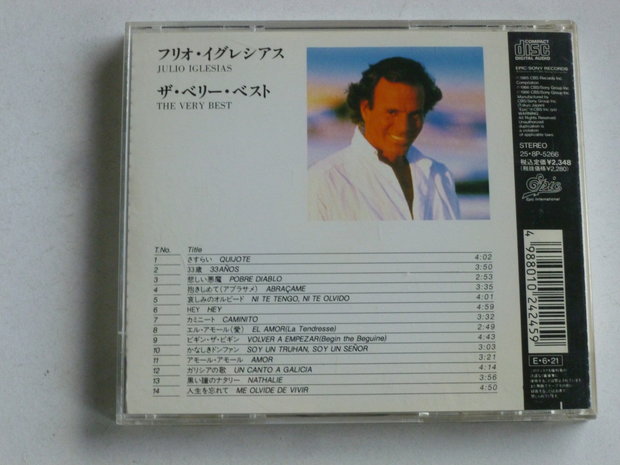 フリオ・イグレシアス
JULIO IGLESIAS
ザ・ベリー・ベスト
THE VERY BEST
T.No. Title
1 さすらい QUIJOTE 4:02
2 33歳 33AÑOS 3:50
3 悲しい悪魔 POBRE DIABLO 2:53
4 抱きしめて(アブラサメ) ABRAÇAME 3:35
5 哀しみのオルビード NI TE TENGO, NI TE OLVIDO 4:01
6 HEY HEY 4:59
7 カミニート CAMINITO 3:32
8 エル・アモール(愛) EL AMOR(La Tendresse) 2:49
9 ビギン・ザ・ビギン VOLVER A EMPEZAR(Begin the Beguine) 4:43
10 かなしきドンファン SOY UN TRUHAN, SOY UN SEÑOR 3:03
11 アモール・アモール AMOR 3:21
12 ガリシアの歌 UN CANTO A GALICIA 4:14
13 黒い瞳のナタリー NATHALIE 3:56
14 人生を忘れて ME OLVIDE DE VIVIR 4:50
COMPACT
disc
DIGITAL AUDIO
EPIC/SONY RECORDS
STEREO
25・8P-5266
税込定価¥2,348
(税抜価格¥2,280)
Epic
Epic International
4 988010 242459
E・6・21